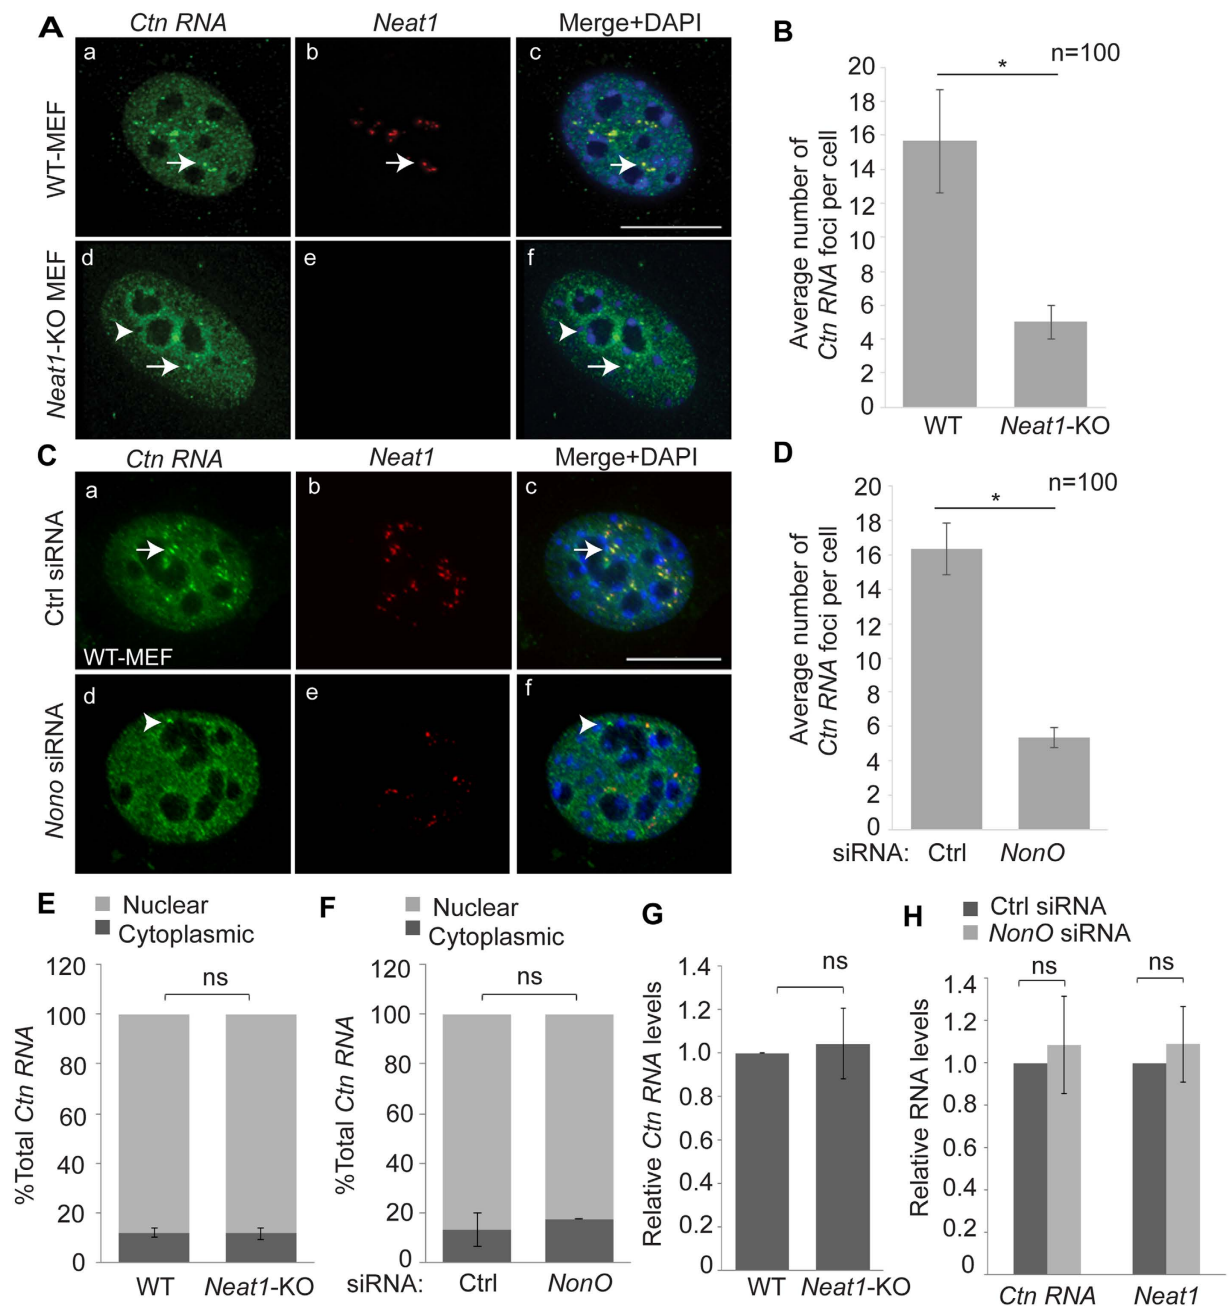 A
Ctn RNA
Neat1
Merge+DAPI
WT-MEF
a
b
c
Neat1-KO MEF
d
e
f
B
n=100
*
Average number of
Ctn RNA foci per cell
20
18
16
14
12
10
8
6
4
2
0
WT
Neat1-KO
C
Ctn RNA
Neat1
Merge+DAPI
Ctrl siRNA
a
b
c
WT-MEF
Nono siRNA
d
e
f
D
n=100
*
Average number of
Ctn RNA foci per cell
20
18
16
14
12
10
8
6
4
2
0
siRNA: Ctrl NonO
E
Nuclear
Cytoplasmic
%Total Ctn RNA
120
100
80
60
40
20
0
ns
WT
Neat1-KO
F
Nuclear
Cytoplasmic
%Total Ctn RNA
120
100
80
60
40
20
0
ns
siRNA: Ctrl NonO
G
Relative Ctn RNA levels
1.4
1.2
1.0
0.8
0.6
0.4
0.2
0
ns
WT
Neat1-KO
H
Ctrl siRNA
NonO siRNA
Relative RNA levels
1.4
1.2
1.0
0.8
0.6
0.4
0.2
0
ns
ns
Ctn RNA
Neat1